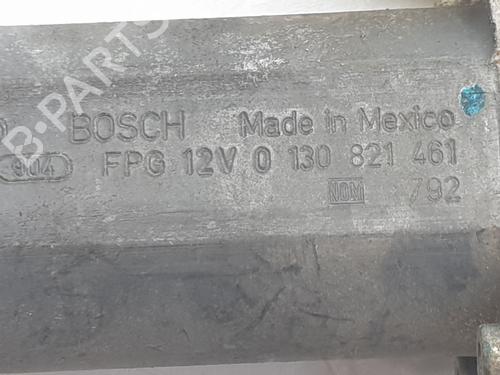 BOSCH Made in Mexico
904 FPG 12V 0 130 821 461
NOM 792
B-PARTS